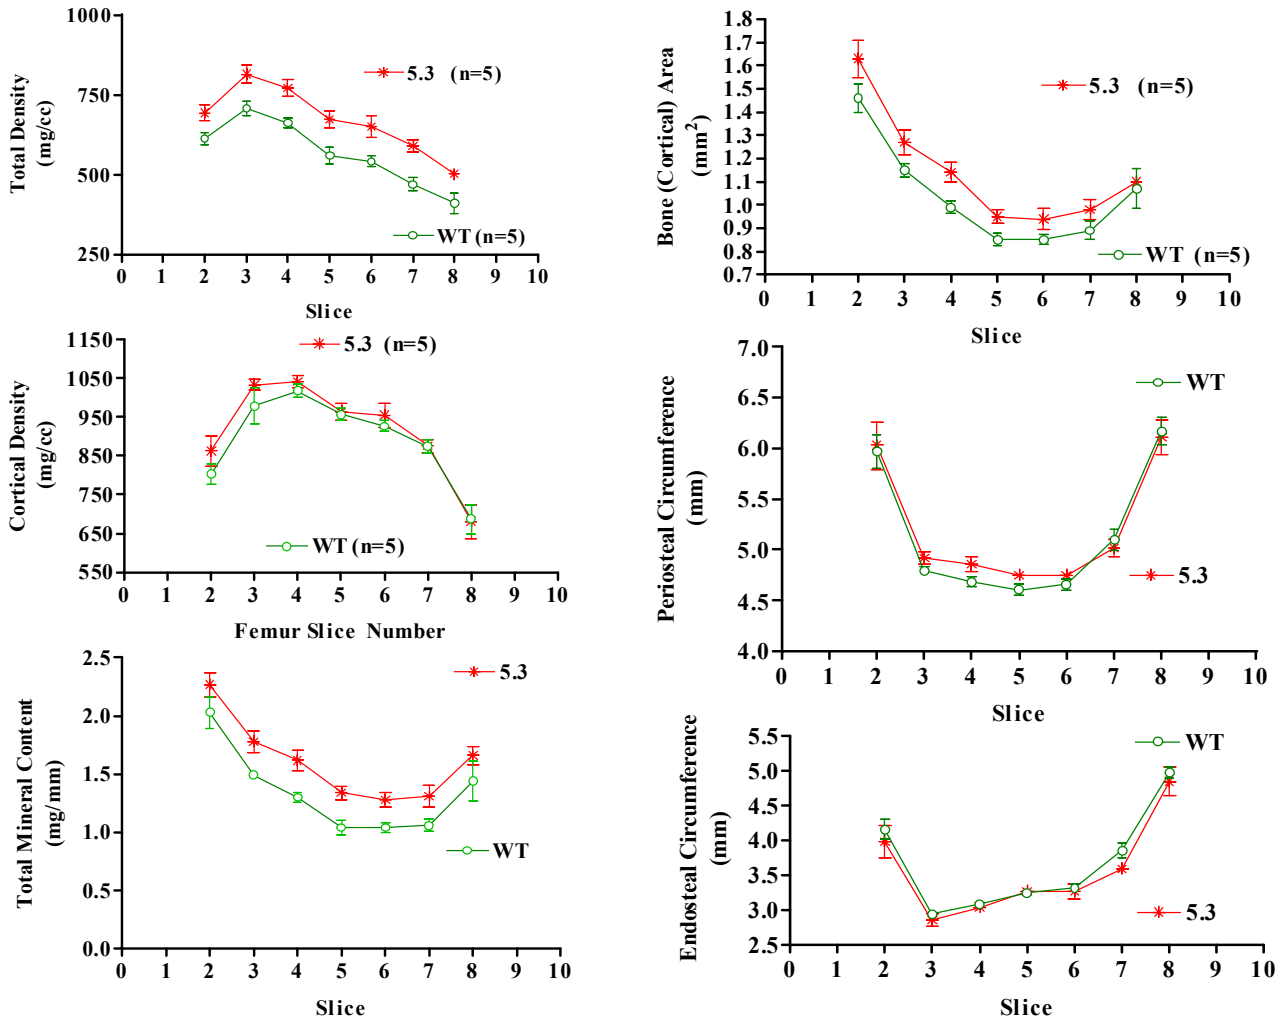 1000
750
500
250
Total Density
(mg/cc)
5.3 (n=5)
WT (n=5)
0 1 2 3 4 5 6 7 8 9 10
Slice
1.8
1.7
1.6
1.5
1.4
1.3
1.2
1.1
1.0
0.9
0.8
0.7
Bone (Cortical) Area
(mm²)
5.3 (n=5)
WT (n=5)
0 1 2 3 4 5 6 7 8 9 10
Slice
1150
1050
950
850
750
650
550
Cortical Density
(mg/cc)
5.3 (n=5)
WT (n=5)
0 1 2 3 4 5 6 7 8 9 10
Femur Slice Number
7.0
6.5
6.0
5.5
5.0
4.5
4.0
Periosteal Circumference
(mm)
WT
5.3
0 1 2 3 4 5 6 7 8 9 10
Slice
2.5
2.0
1.5
1.0
0.5
0.0
Total Mineral Content
(mg/mm)
5.3
WT
0 1 2 3 4 5 6 7 8 9 10
Slice
5.5
5.0
4.5
4.0
3.5
3.0
2.5
Endosteal Circumference
(mm)
WT
5.3
0 1 2 3 4 5 6 7 8 9 10
Slice